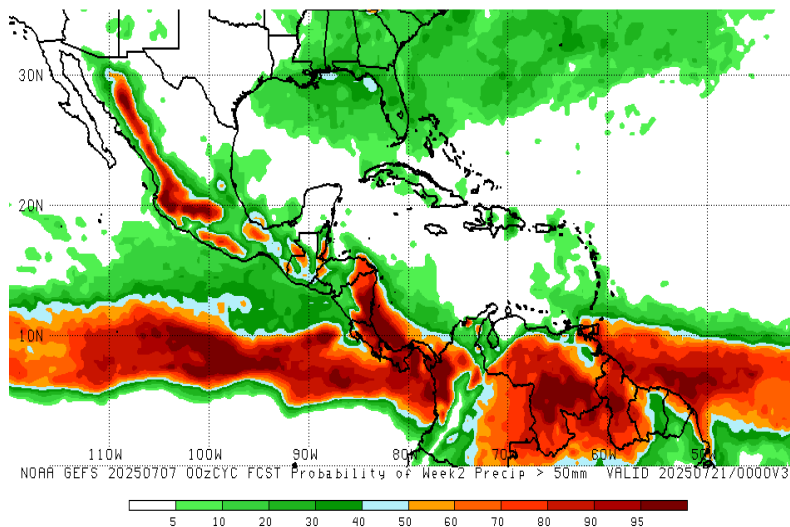 30N
20N
10N
110W 100W 90W 80W 70W 60W 50W
NOAA GEFS 20250707 00zCYC FCST Probability of Week2 Precip > 50mm VALID 20250721/0000V3
5 10 20 30 40 50 60 70 80 90 95